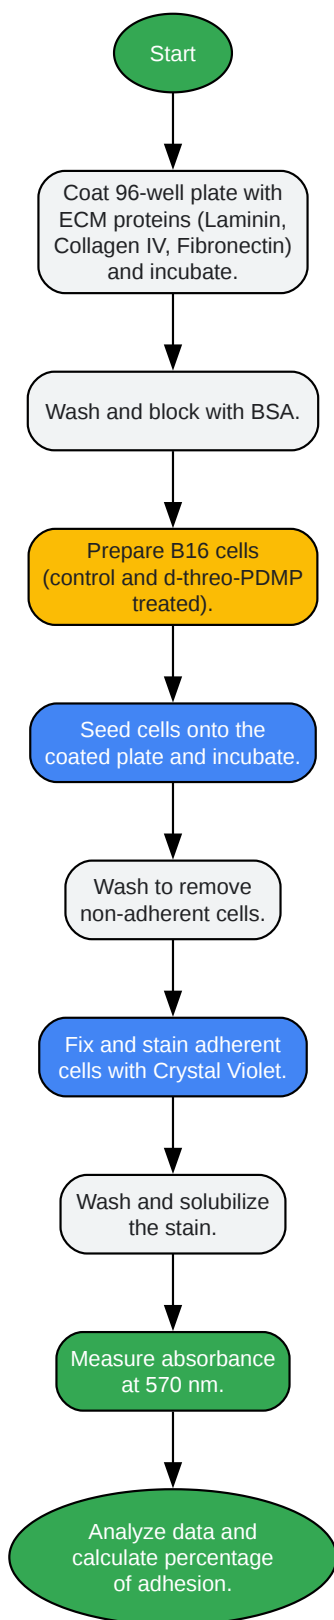 Start
Coat 96-well plate with
ECM proteins (Laminin,
Collagen IV, Fibronectin)
and incubate.
Wash and block with BSA.
Prepare B16 cells
(control and d-threo-PDMP
treated).
Seed cells onto the
coated plate and incubate.
Wash to remove
non-adherent cells.
Fix and stain adherent
cells with Crystal Violet.
Wash and solubilize
the stain.
Measure absorbance
at 570 nm.
Analyze data and
calculate percentage
of adhesion.